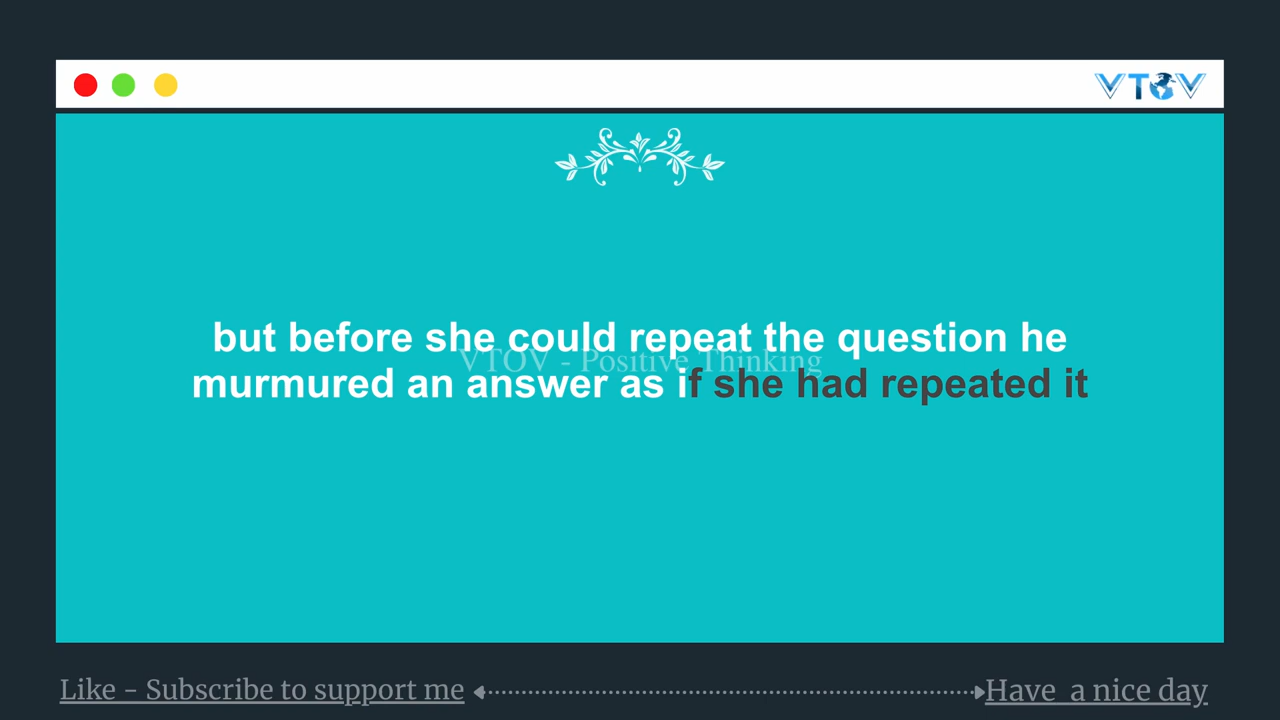 VTOV
but before she could repeat the question he
VTOV - Positive Thinking
murmured an answer as if she had repeated it
Like - Subscribe to support me
Have a nice day